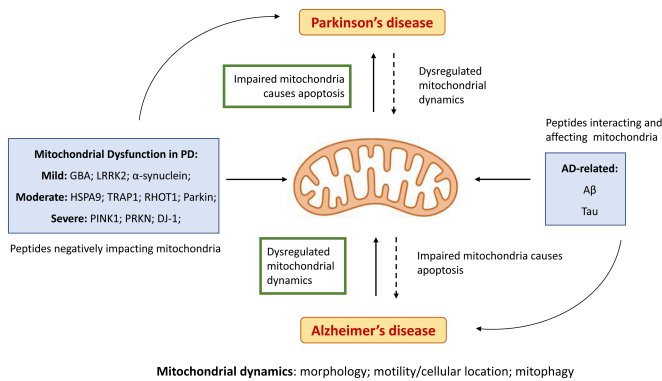 Parkinson's disease
Impaired mitochondria
causes apoptosis
Dysregulated
mitochondrial
dynamics
Peptides interacting and
affecting mitochondria
Mitochondrial Dysfunction in PD:
Mild: GBA; LRRK2; α-synuclein;
Moderate: HSPA9; TRAP1; RHOT1; Parkin;
Severe: PINK1; PRKN; DJ-1;
Peptides negatively impacting mitochondria
AD-related:
Aβ
Tau
Dysregulated
mitochondrial
dynamics
Impaired mitochondria causes
apoptosis
Alzheimer's disease
Mitochondrial dynamics: morphology; motility/cellular location; mitophagy